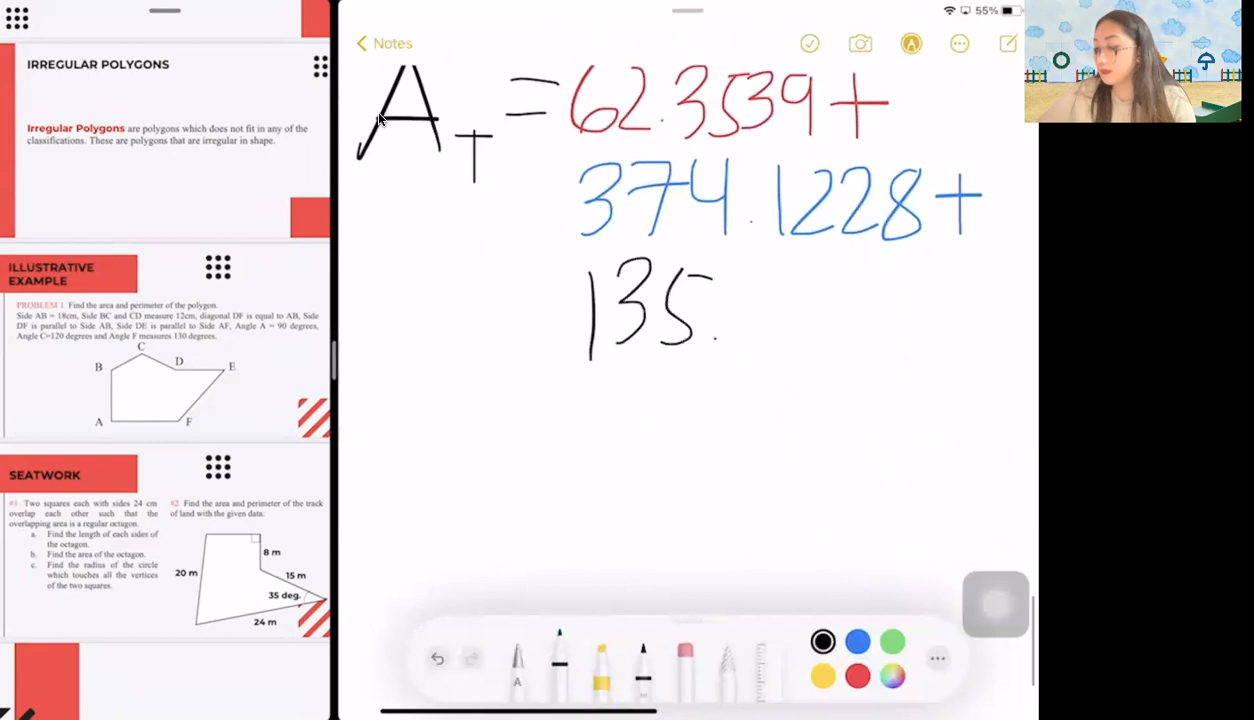 IRREGULAR POLYGONS
Irregular Polygons are polygons which does not fit in any of the
classifications. These are polygons that are irregular in shape.
ILLUSTRATIVE
EXAMPLE
PROBLEM 1. Find the area and perimeter of the polygon.
Side AB = 18cm, Side BC and CD measure 12cm, diagonal DF is equal to AB, Side
DF is parallel to Side AB, Side DE is parallel to Side AF, Angle A = 90 degrees,
Angle C=120 degrees and Angle F measures 130 degrees.
C
B
D
E
A
F
SEATWORK
#1. Two squares each with sides 24 cm
overlap each other such that the
overlapping area is a regular octagon.
a. Find the length of each sides of
the octagon.
b. Find the area of the octagon.
c. Find the radius of the circle
which touches all the vertices
of the two squares.
#2. Find the area and perimeter of the track
of land with the given data:
8 m
20 m
15 m
35 deg.
24 m
Notes
55%
A T = 62.3539 +
374.1228 +
135.
A